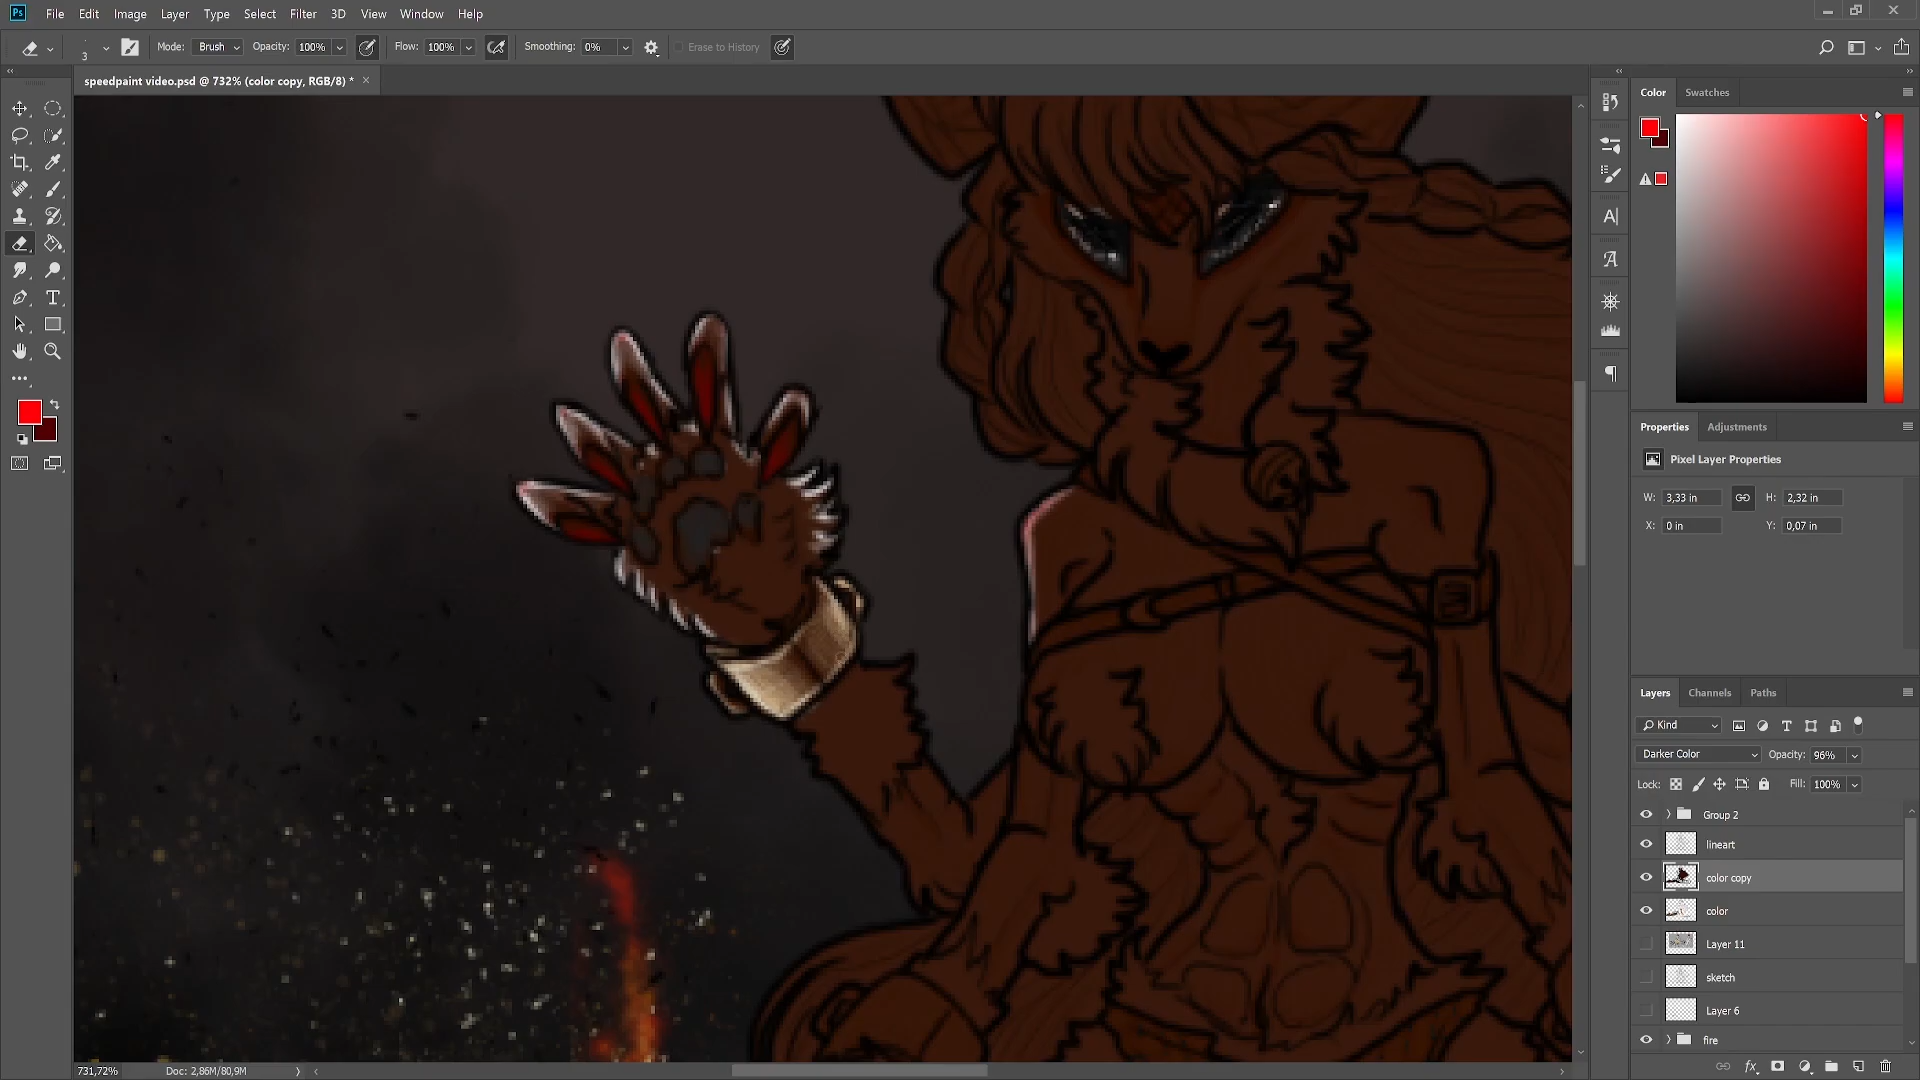 Ps File Edit Image Layer Type Select Filter 3D View Window Help
3 Mode: Brush Opacity: 100% Flow: 100% Smoothing: 0% Erase to History
speedpaint video.psd @ 732% (color copy, RGB/8) *
Color Swatches
Properties Adjustments
Pixel Layer Properties
W: 3,33 in H: 2,32 in
X: 0 in Y: 0,07 in
Layers Channels Paths
Kind
Darker Color Opacity: 96%
Lock: Fill: 100%
Group 2
lineart
color copy
color
Layer 11
sketch
Layer 6
fire
731,72% Doc: 2,86M/80,9M